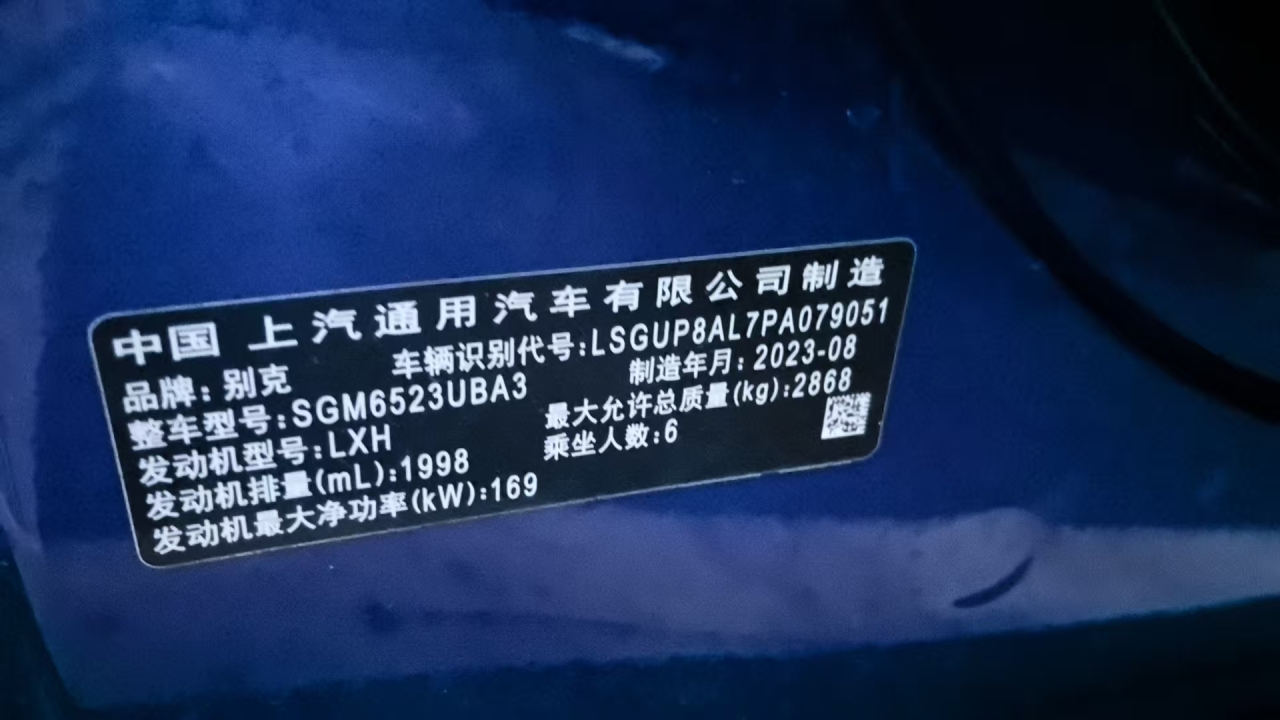 中国 上汽通用汽车有限公司制造
品牌:别克 车辆识别代号:LSGUP8AL7PA079051
整车型号:SGM6523UBA3 制造年月:2023-08
发动机型号:LXH 最大允许总质量(kg):2868
发动机排量(mL):1998 乘坐人数:6
发动机最大净功率(kW):169